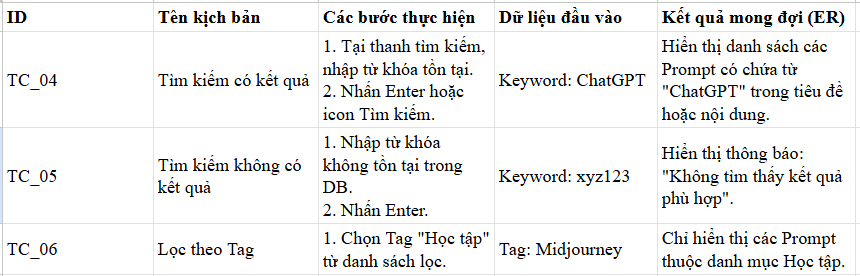 ID	Tên kịch bản	Các bước thực hiện	Dữ liệu đầu vào	Kết quả mong đợi (ER)
TC_04
Tìm kiếm có kết quả
1. Tại thanh tìm kiếm,
nhập từ khóa tồn tại.
2. Nhấn Enter hoặc
icon Tìm kiếm.
Keyword: ChatGPT
Hiển thị danh sách các
Prompt có chứa từ
"ChatGPT" trong tiêu đề
hoặc nội dung.
TC_05
Tìm kiếm không có
kết quả
1. Nhập từ khóa
không tồn tại trong
DB.
2. Nhấn Enter.
Keyword: xyz123
Hiển thị thông báo:
"Không tìm thấy kết quả
phù hợp".
TC_06
Lọc theo Tag
1. Chọn Tag "Học tập"
từ danh sách lọc.
Tag: Midjourney
Chỉ hiển thị các Prompt
thuộc danh mục Học tập.